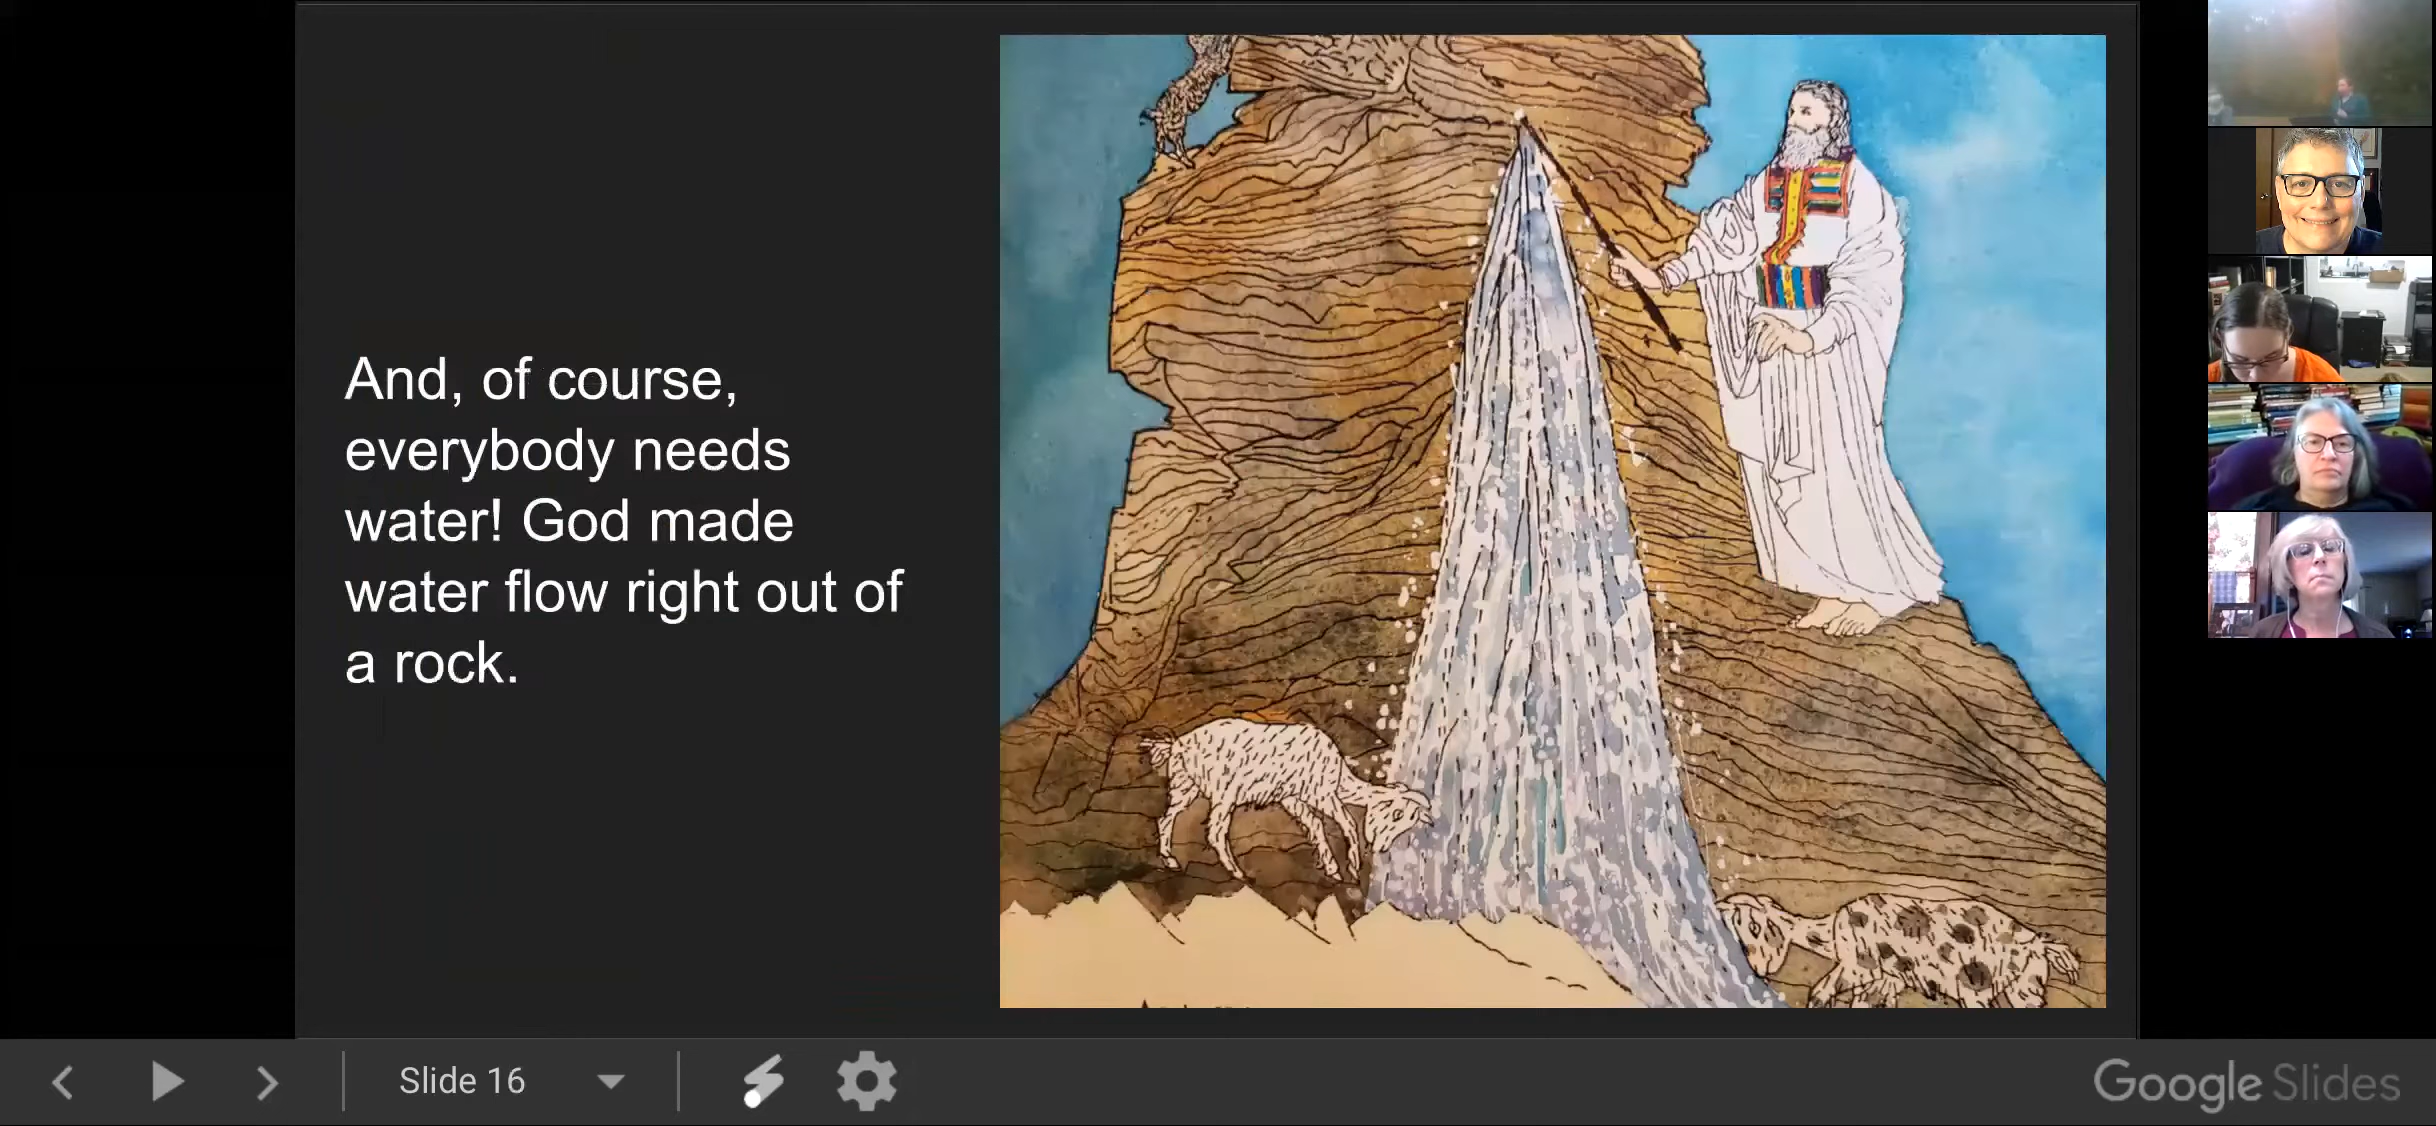 And, of course,
everybody needs
water! God made
water flow right out of
a rock.
Slide 16
Google Slides